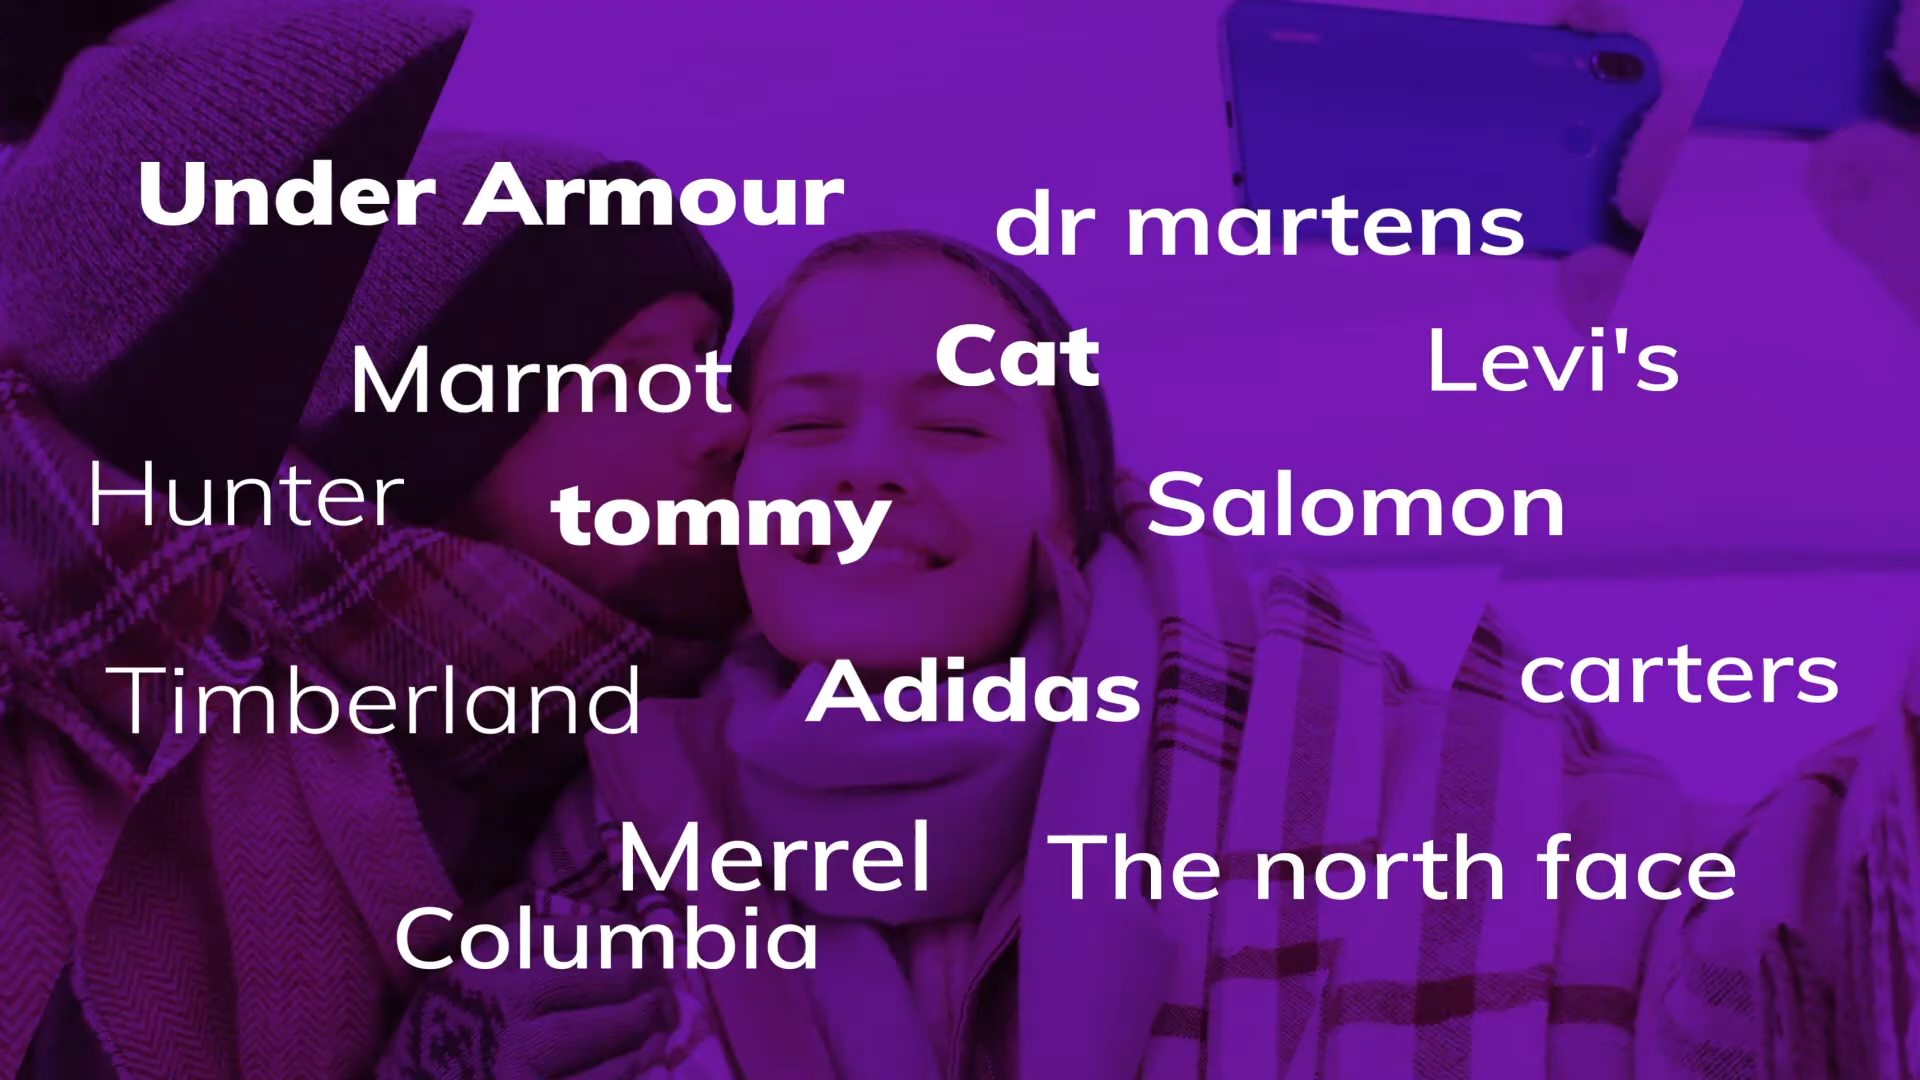 Under Armour
dr martens
Cat
Levi's
Marmot
Hunter
tommy
Salomon
Timberland
Adidas
carters
Merrel
The north face
Columbia